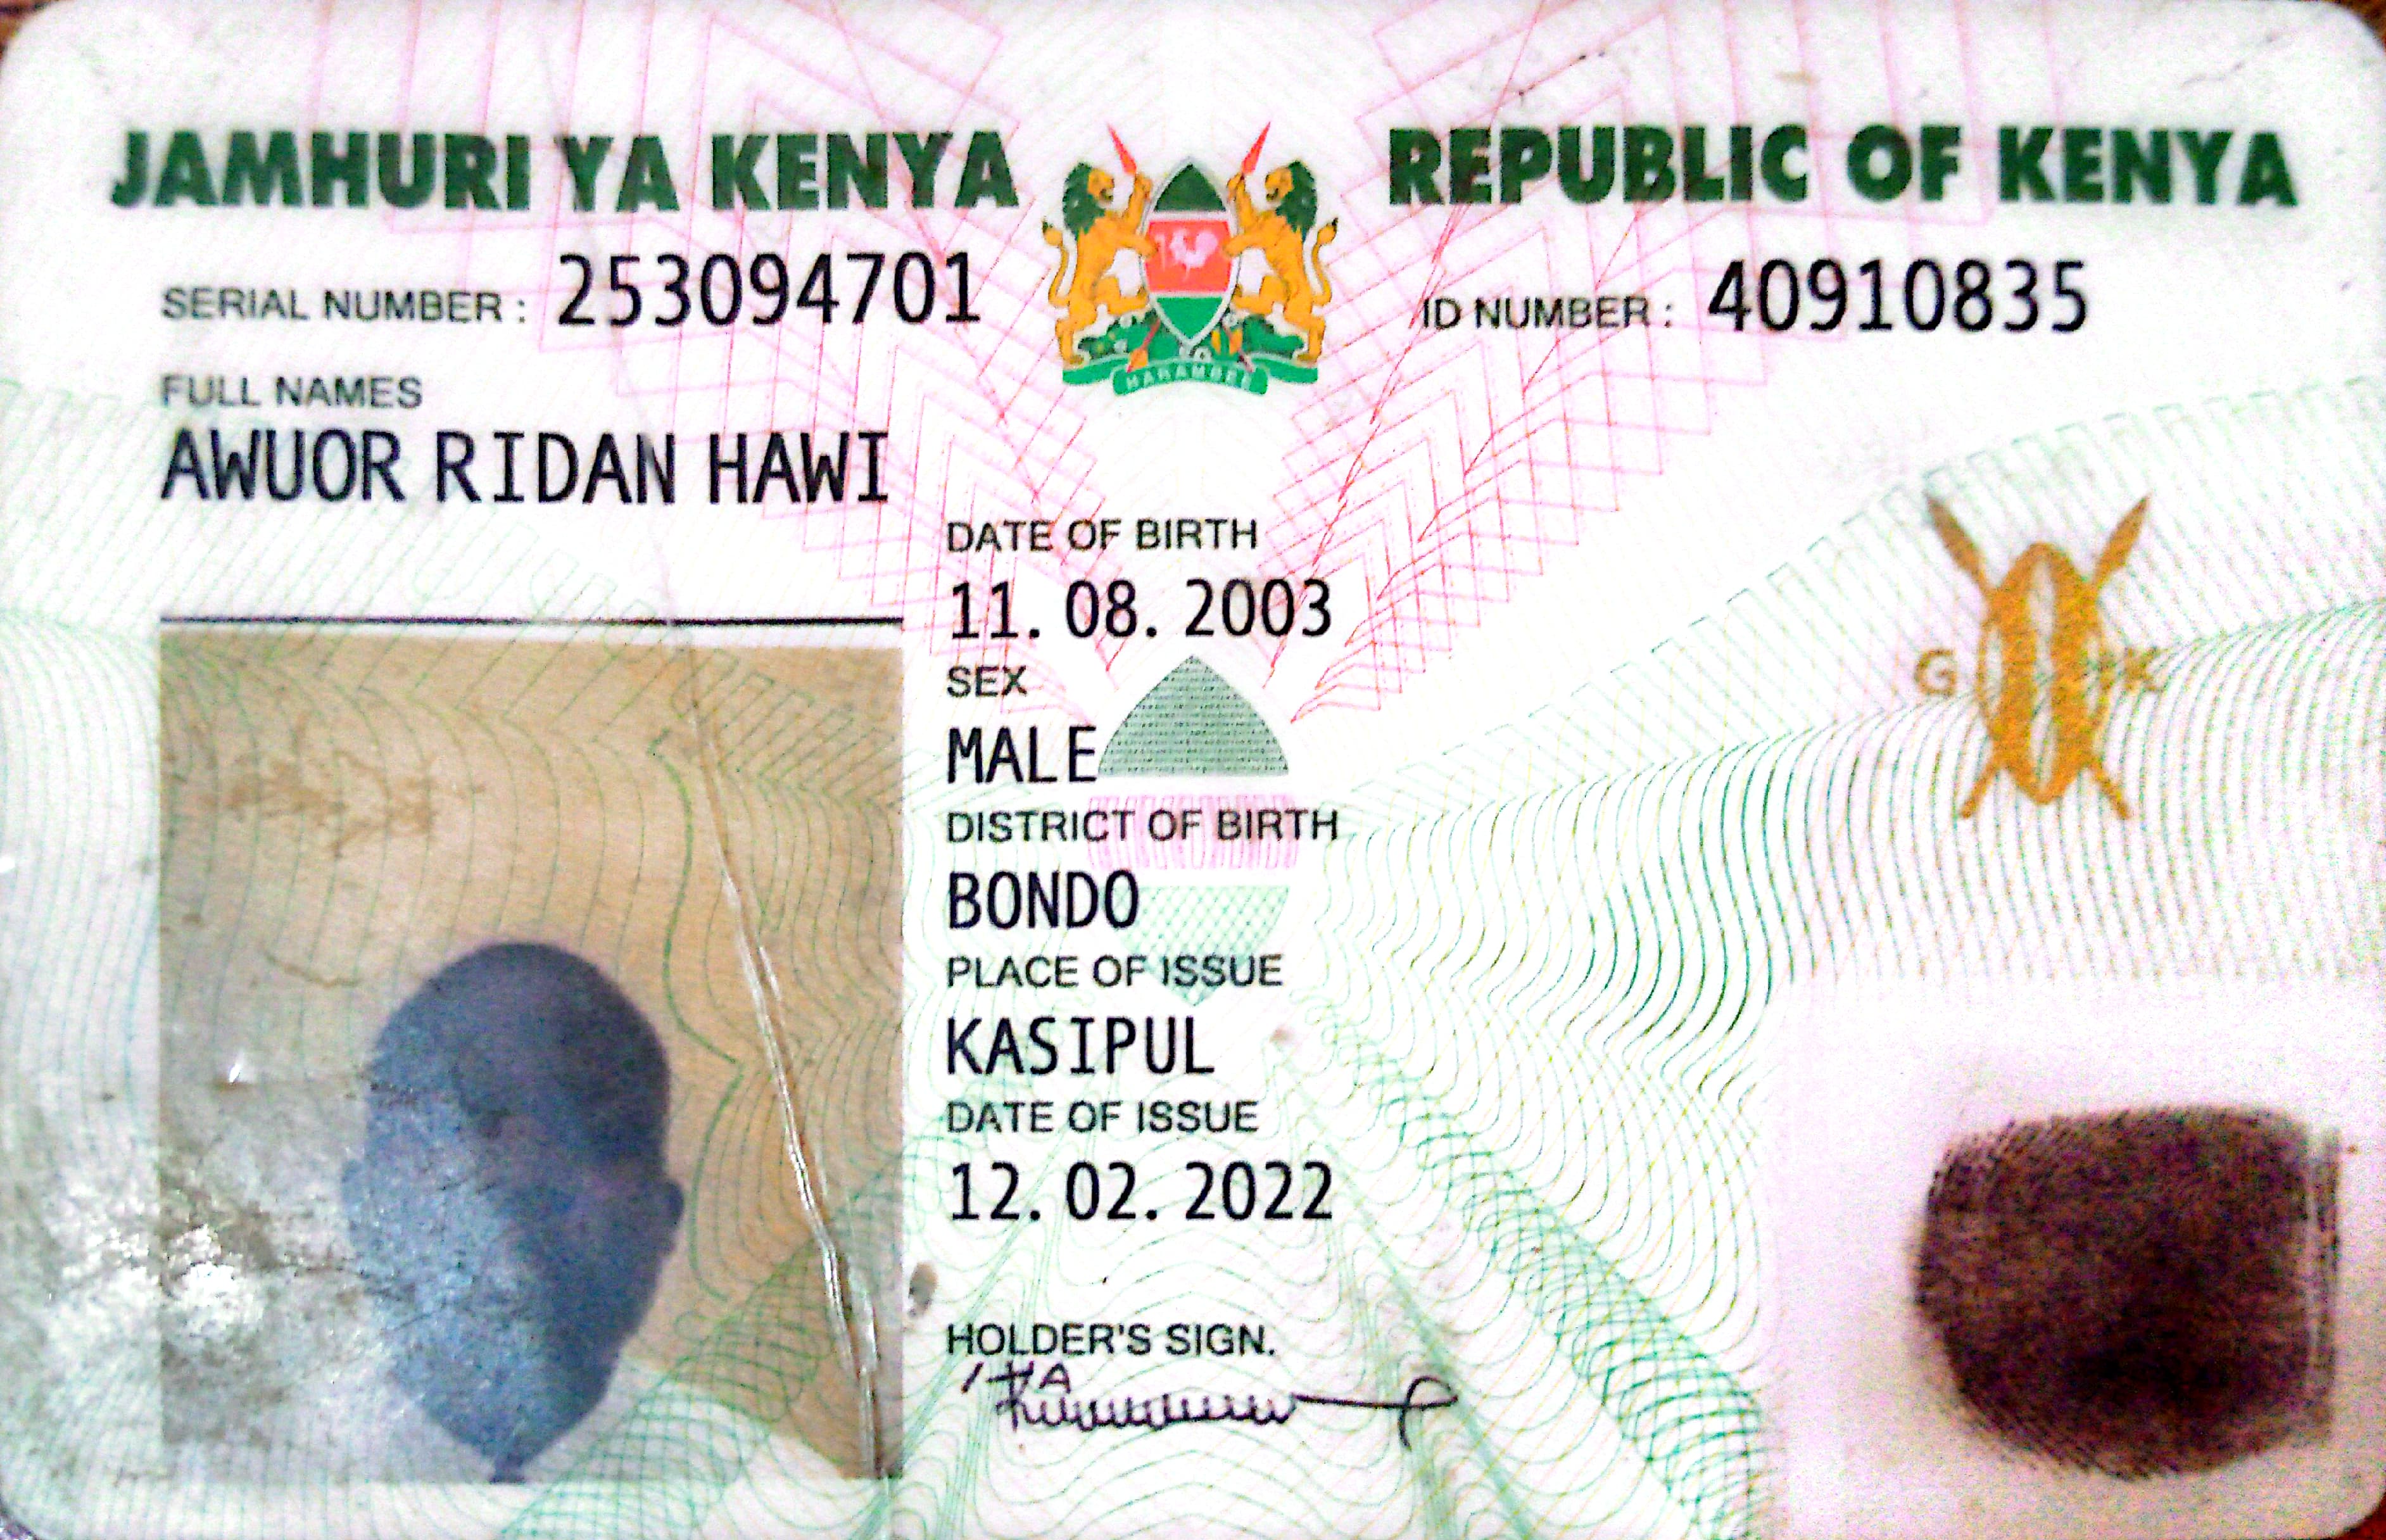 JAMHURI YA KENYA REPUBLIC OF KENYA
SERIAL NUMBER : 253094701 ID NUMBER : 40910835
HARAMBEE
FULL NAMES
AWUOR RIDAN HAWI
DATE OF BIRTH
11. 08. 2003
SEX
MALE
G K
DISTRICT OF BIRTH
BONDO
PLACE OF ISSUE
KASIPUL
DATE OF ISSUE
12. 02. 2022
HOLDER'S SIGN.